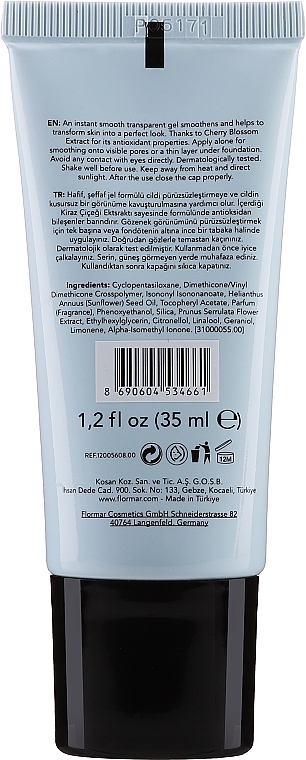 P05171
EN: An instant smooth transparent gel smoothens and helps to
transform skin into a perfect look. Thanks to Cherry Blossom
Extract for its antioxidant properties. Apply alone for
smoothing onto visible pores or a thin layer under foundation.
Avoid any contact with eyes directly. Dermatologically tested.
Shake well before use. Keep away from heat and direct
sunlight. After the use close the cap properly.
TR: Hafif, şeffaf jel formülü cildi pürüzsüzleştirmeye ve cildin
kusursuz bir görünüme kavuşturulmasına yardımcı olur. İçerdiği
Kiraz Çiçeği Ekstraktı sayesinde formülünde antioksidan
bileşenler barındırır. Gözenek görünümünü pürüzsüzleştirmek
için tek başına veya fondötenin altına ince bir tabaka halinde
uygulayınız. Doğrudan gözlerle temastan kaçının.
Dermatolojik olarak test edilmiştir. Kullanmadan önce iyice
çalkalayınız. Serin, güneş görmeyen yerde muhafaza ediniz.
Kullandıktan sonra kapağını sıkıca kapatınız.
Ingredients: Cyclopentasiloxane, Dimethicone/Vinyl
Dimethicone Crosspolymer, Isononyl Isononanoate, Helianthus
Annuus (Sunflower) Seed Oil, Tocopheryl Acetate, Parfum
(Fragrance), Phenoxyethanol, Silica, Prunus Serrulata Flower
Extract, Ethylhexylglycerin, Citronellol, Linalool, Geraniol,
Limonene, Alpha-Isomethyl Ionone. [31000055.00]
8 690604 534661
1,2 fl oz (35 ml ℮)
REF.12005608.00
12M
Kosan Koz. San. ve Tic. A.Ş. G.O.S.B.
İhsan Dede Cad. 900. Sok. No: 133, Gebze, Kocaeli, Türkiye
www.flormar.com
Flormar Cosmetics GmbH Schneiderstrasse 82
40764 Langenfeld, Germany